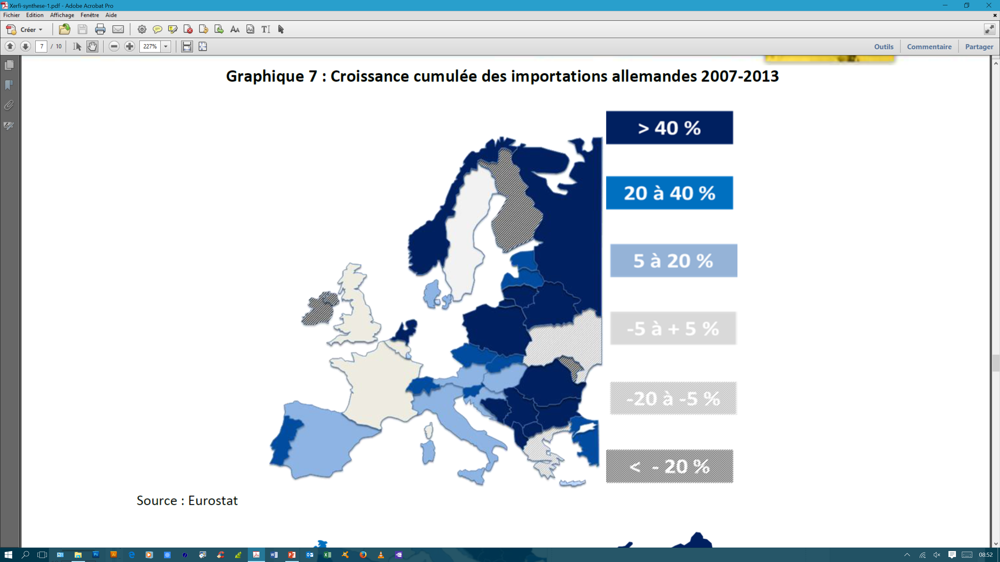 Xerfi-synthese-1.pdf - Adobe Acrobat Pro
Fichier Edition Affichage Fenêtre Aide
Créer
7 / 10 227% Outils Commentaire Partager
Graphique 7 : Croissance cumulée des importations allemandes 2007-2013
> 40 %
20 à 40 %
5 à 20 %
-5 à + 5 %
-20 à -5 %
< - 20 %
Source : Eurostat
08:52